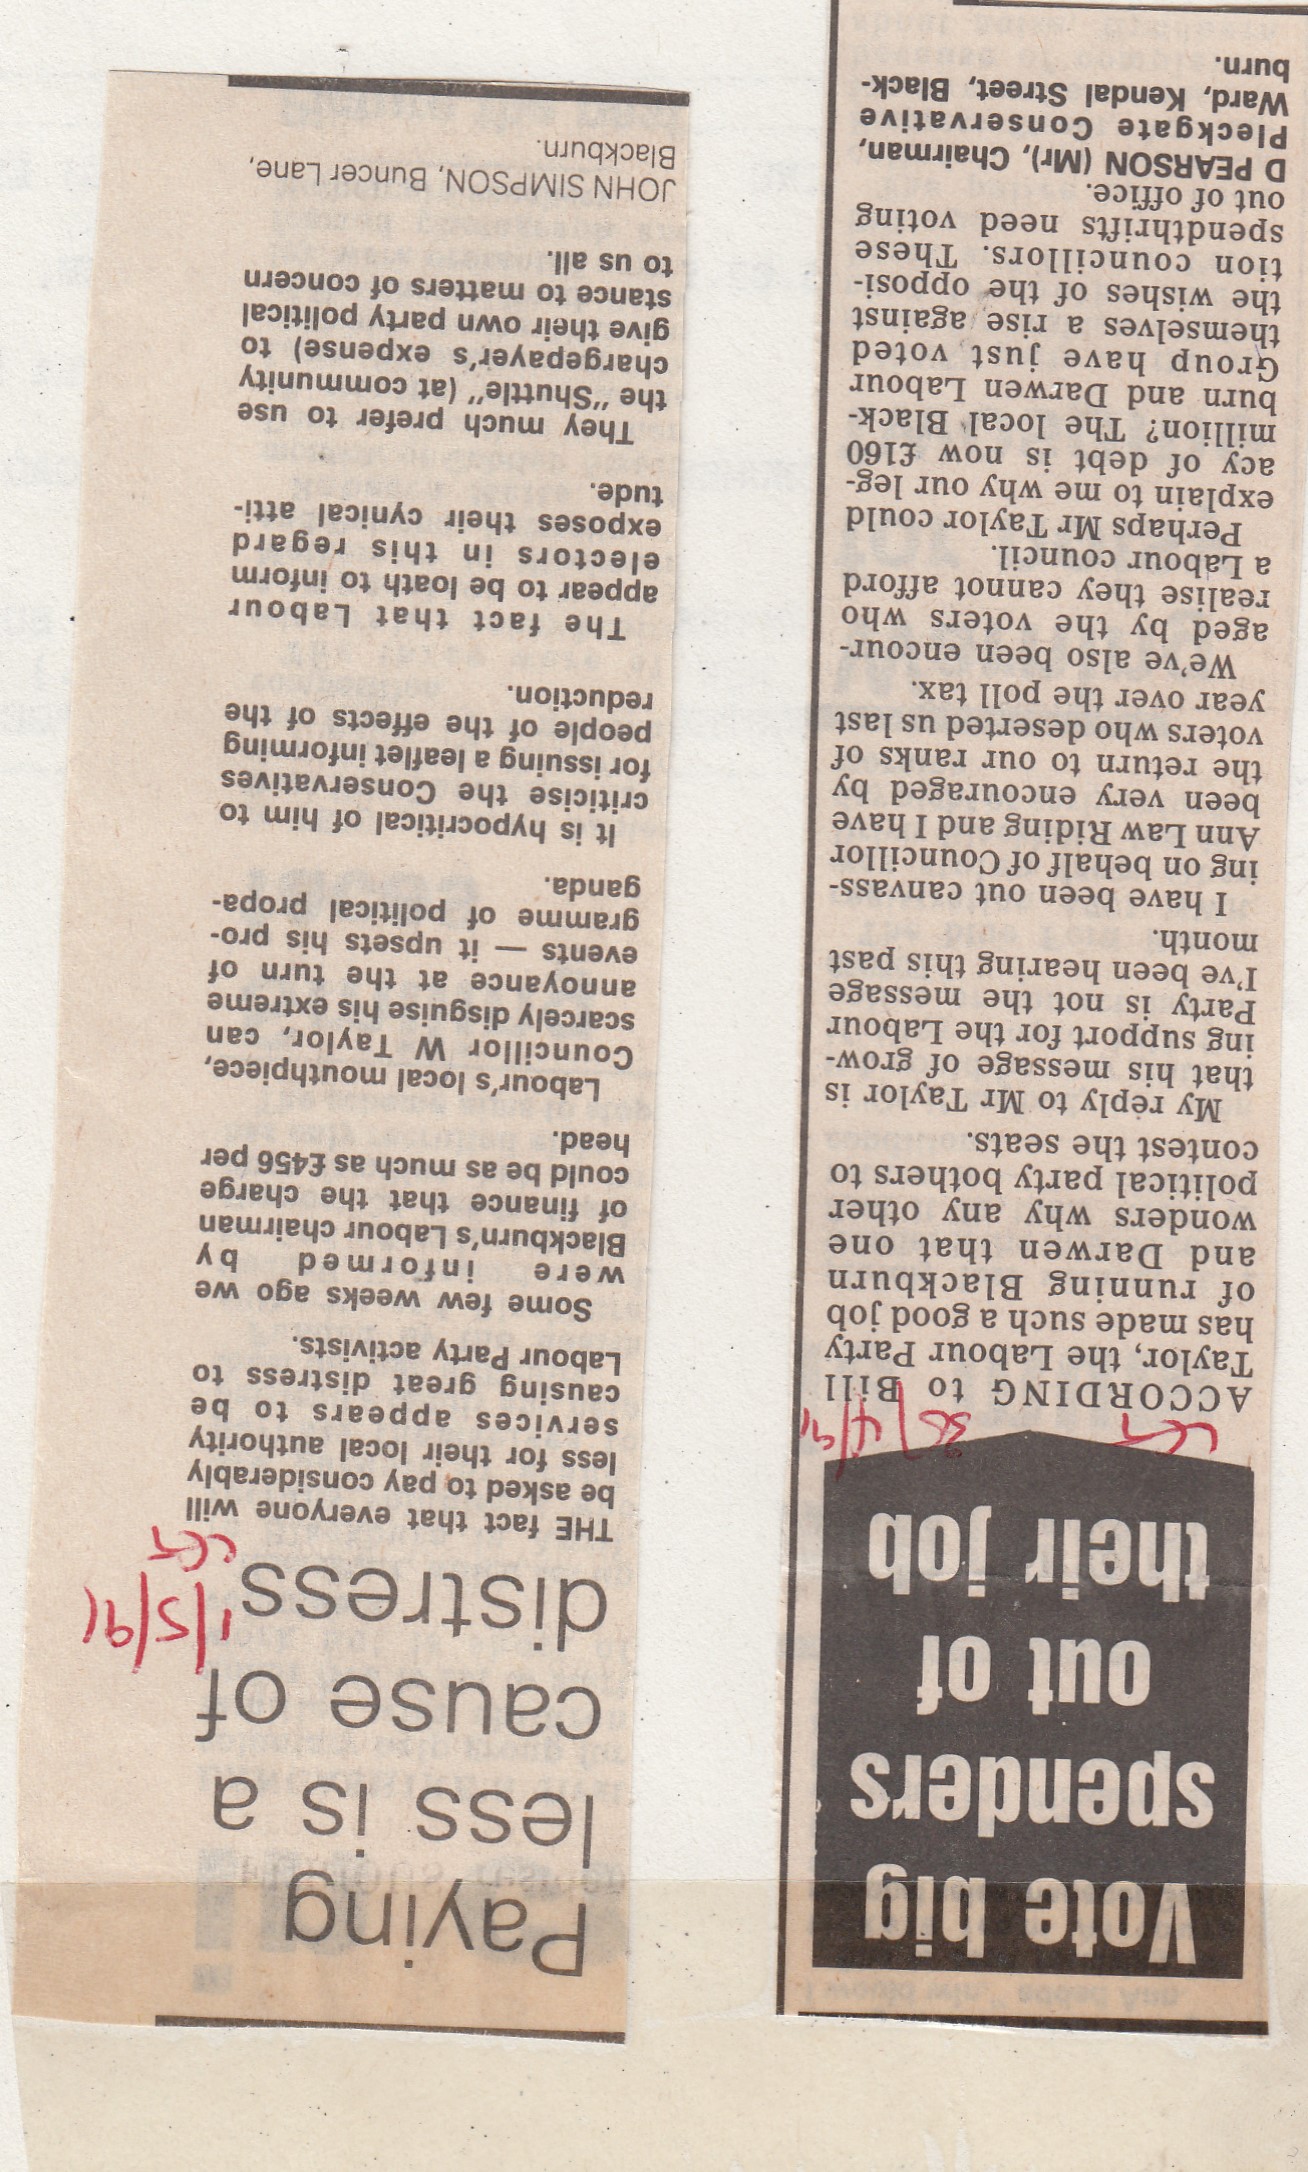 Vote big
spenders
out of
their job
LET
ACCORDING to Bill
Taylor, the Labour Party
has made such a good job
of running Blackburn
and Darwen that one
wonders why any other
political party bothers to
contest the seats.
My reply to Mr Taylor is
that his message of grow-
ing support for the Labour
Party is not the message
I've been hearing this past
month.
I have been out canvass-
ing on behalf of Councillor
Ann Law Riding and I have
been very encouraged by
the return to our ranks of
voters who deserted us last
year over the poll tax.
We've also been encour-
aged by the voters who
realise they cannot afford
a Labour council.
Perhaps Mr Taylor could
explain to me why our leg-
acy of debt is now £160
million? The local Black-
burn and Darwen Labour
Group have just voted
themselves a rise against
the wishes of the opposi-
tion councillors. These
spendthrifts need voting
out of office.
D PEARSON (Mr), Chairman,
Pleckgate Conservative
Ward, Kendal Street, Black-
burn.
Paying
less is a
cause of
distress
1/5/91
LET
THE fact that everyone will
be asked to pay considerably
less for their local authority
services appears to be
causing great distress to
Labour Party activists.
Some few weeks ago we
were informed by
Blackburn's Labour chairman
of finance that the charge
could be as much as £456 per
head.
Labour's local mouthpiece,
Councillor W Taylor, can
scarcely disguise his extreme
annoyance at the turn of
events — it upsets his pro-
gramme of political propa-
ganda.
It is hypocritical of him to
criticise the Conservatives
for issuing a leaflet informing
people of the effects of the
reduction.
The fact that Labour
appear to be loath to inform
electors in this regard
exposes their cynical atti-
tude.
They much prefer to use
the "Shuttle" (at community
chargepayer's expense) to
give their own party political
stance to matters of concern
to us all.
JOHN SIMPSON, Buncer Lane,
Blackburn.